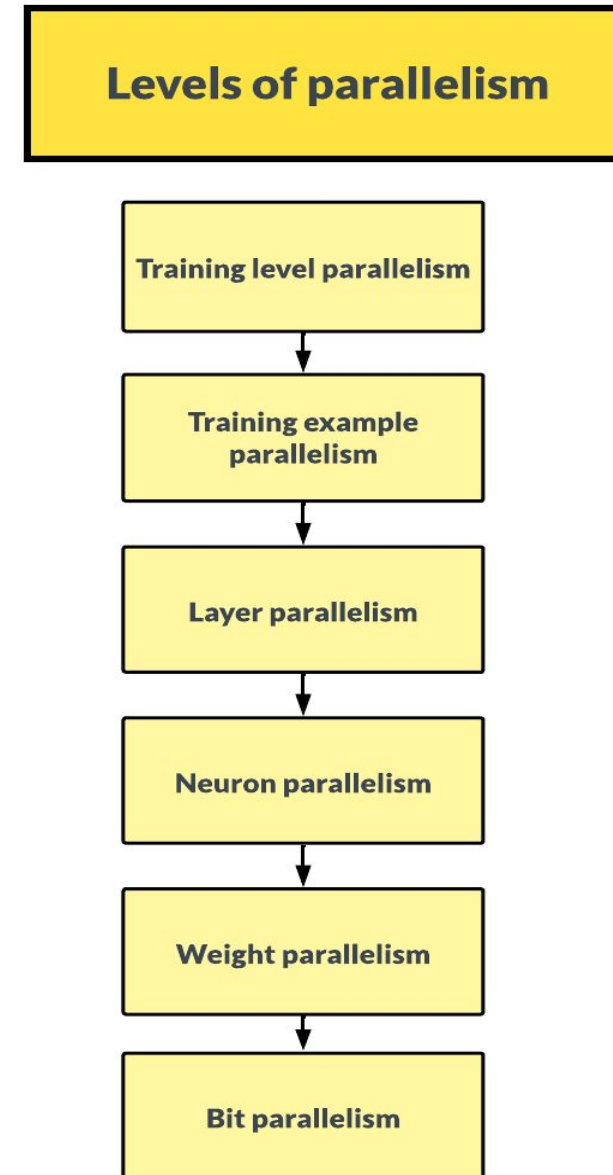 Levels of parallelism
Training level parallelism
Training example
parallelism
Layer parallelism
Neuron parallelism
Weight parallelism
Bit parallelism